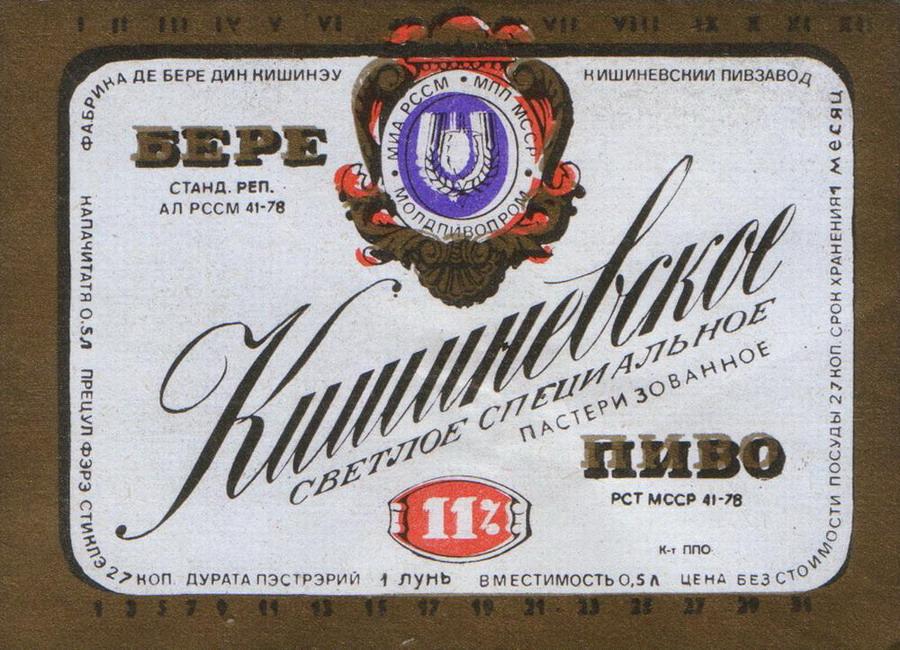 I II III IV V VI VII VIII IX X XI XII
ФАБРИКА ДЕ БЕРЕ ДИН КИШИНЭУ
КИШИНЕВСКИЙ ПИВЗАВОД
МИА РССМ • МПП МССР •
МОЛДПИВОПРОМ
БЕРЕ
СТАНД. РЕП.
АЛ РССМ 41-78
Кишиневское
СВЕТЛОЕ СПЕЦИАЛЬНОЕ
ПАСТЕРИЗОВАННОЕ
ПИВО
РСТ МССР 41-78
11%
К-т ППО
КАПАЧИТАТЯ 0,5л ПРЕЦУЛ ФЭРЭ СТИКЛЭ 27 КОП. ДУРАТА ПЭСТРЭРИЙ 1 ЛУНЬ
ВМЕСТИМОСТЬ 0,5 Л ЦЕНА БЕЗ СТОИМОСТИ ПОСУДЫ 27 КОП. СРОК ХРАНЕНИЯ 1 месяц
1 3 5 7 9 11 13 15 17 19 21 23 25 27 29 31